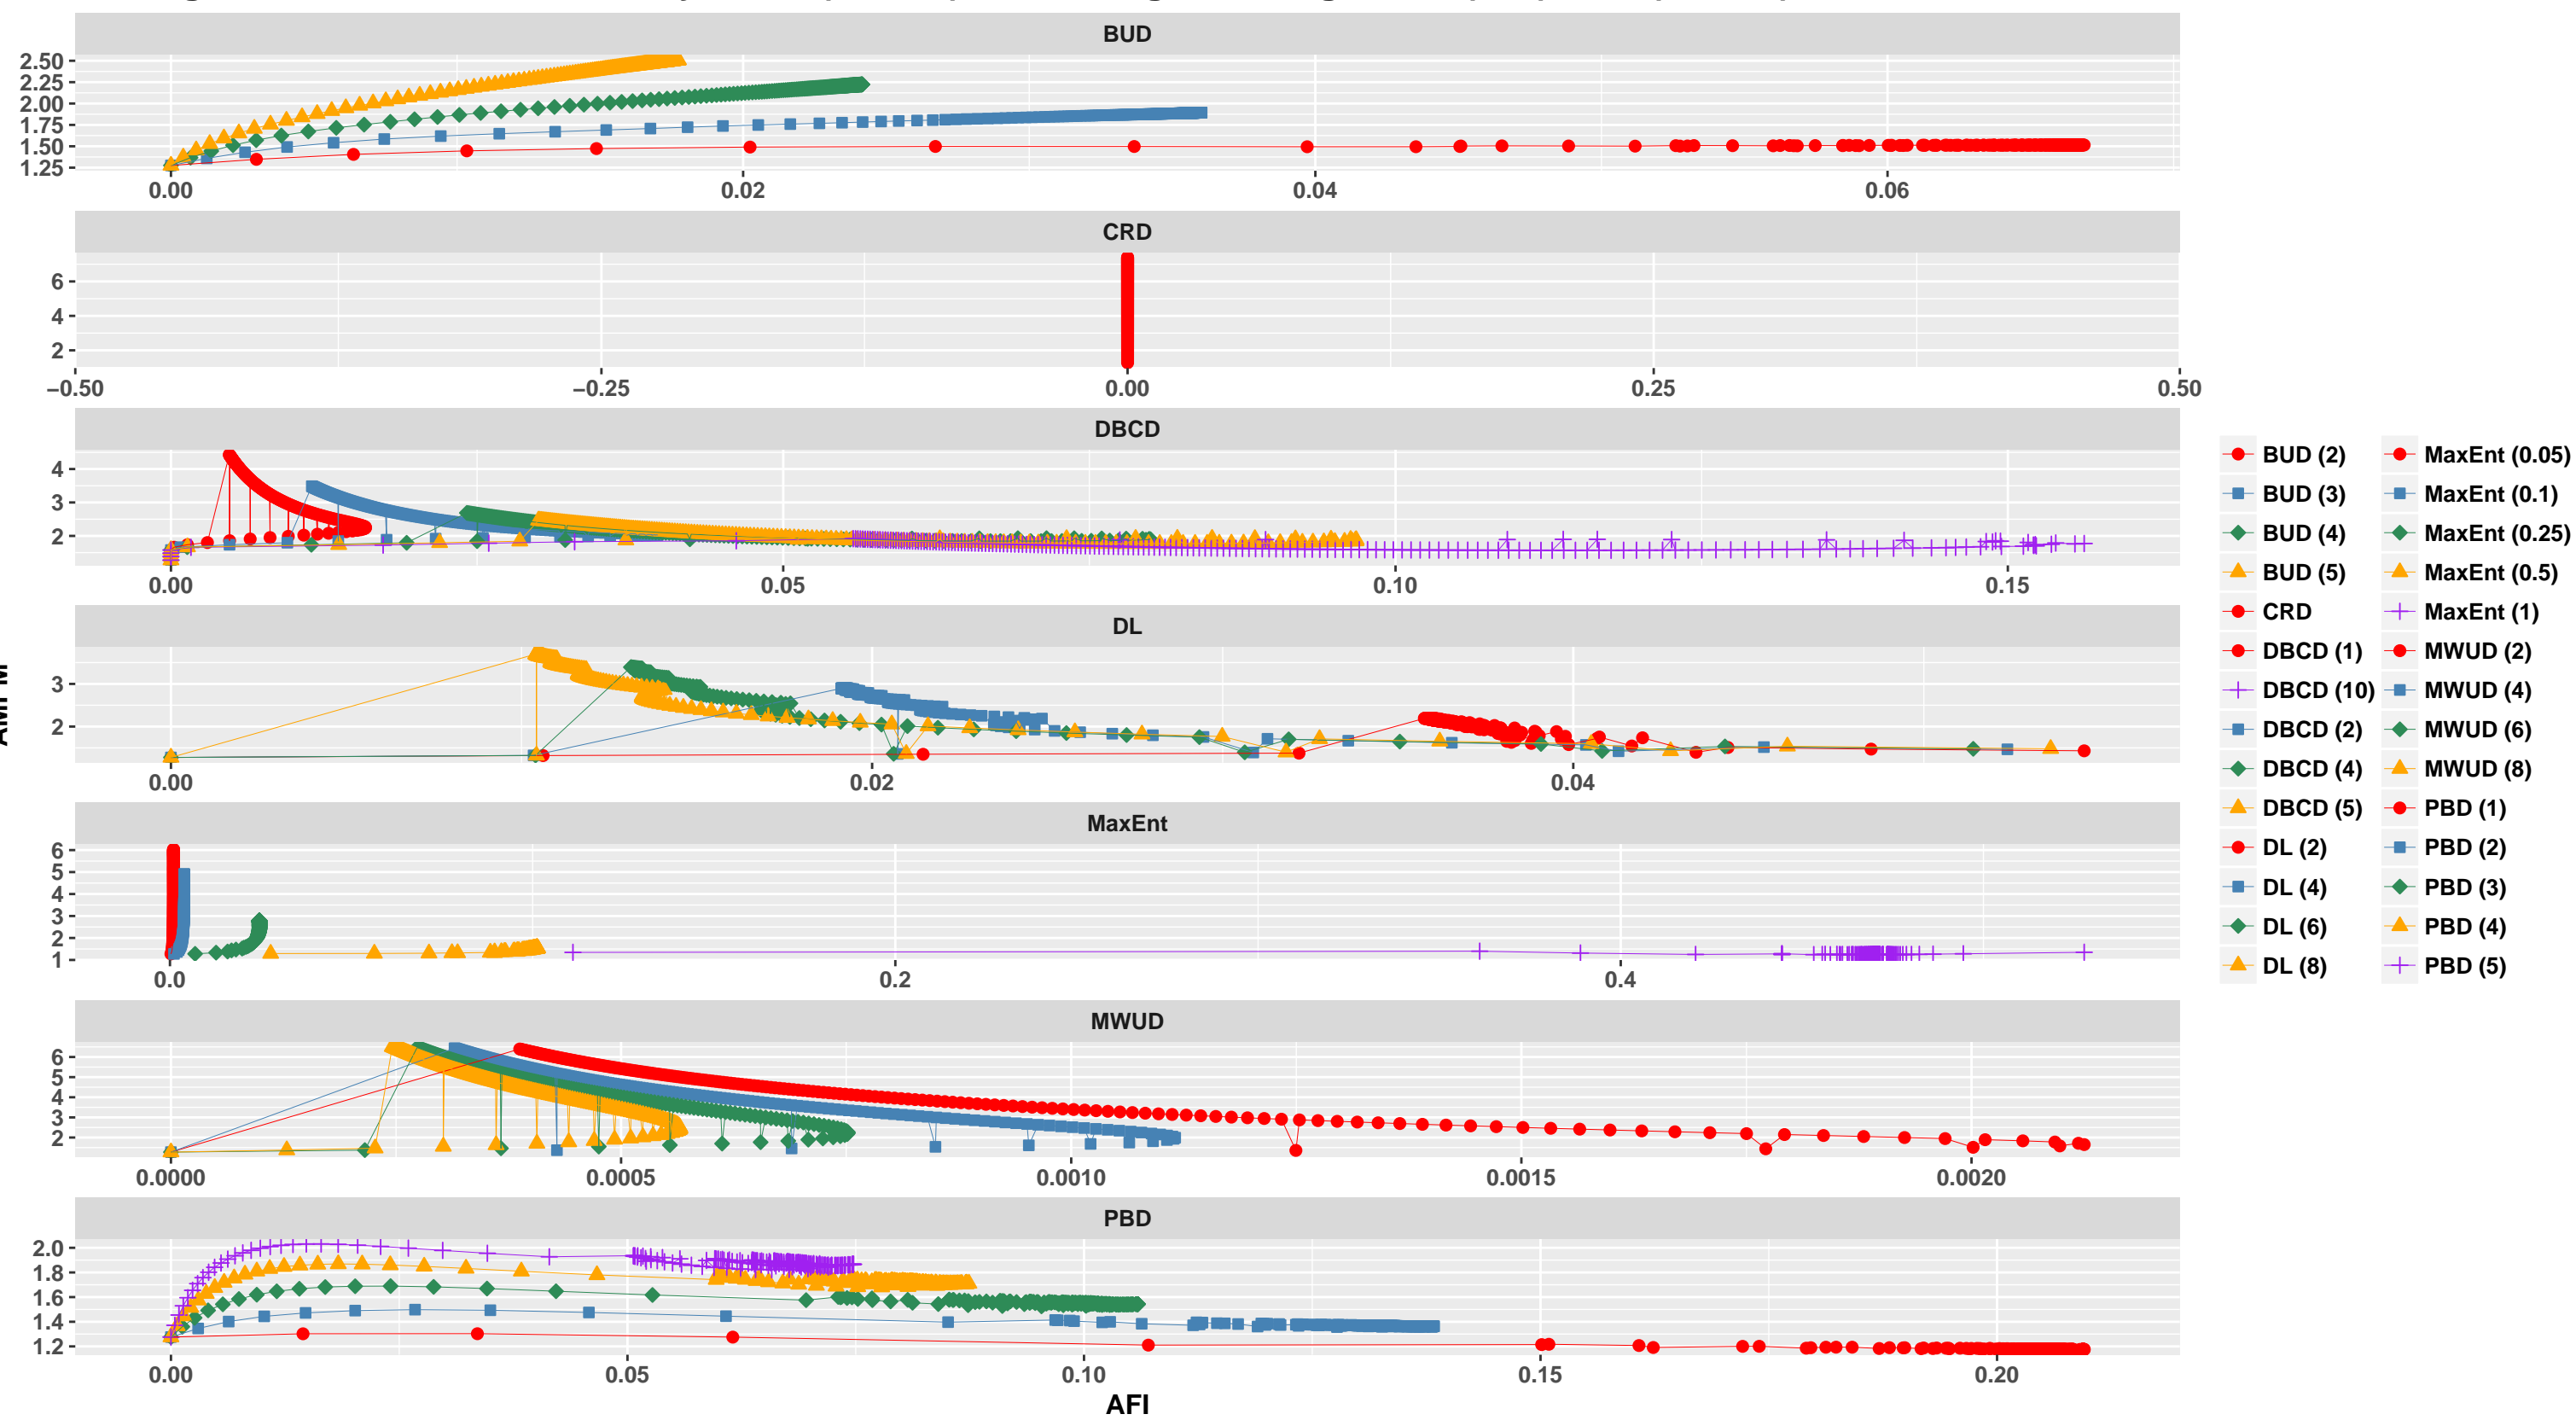 BUD
2.50
2.25
2.00
1.75
1.50
1.25
0.00 0.02 0.04 0.06
CRD
6
4
2
−0.50 −0.25 0.00 0.25 0.50
DBCD
4
3
2
0.00 0.05 0.10 0.15
DL
3
2
0.00 0.02 0.04
MaxEnt
6
5
4
3
2
1
0.0 0.2 0.4
MWUD
6
5
4
3
2
0.0000 0.0005 0.0010 0.0015 0.0020
PBD
2.0
1.8
1.6
1.4
1.2
0.00 0.05 0.10 0.15 0.20
AFI
BUD (2)
BUD (3)
BUD (4)
BUD (5)
CRD
DBCD (1)
DBCD (10)
DBCD (2)
DBCD (4)
DBCD (5)
DL (2)
DL (4)
DL (6)
DL (8)
MaxEnt (0.05)
MaxEnt (0.1)
MaxEnt (0.25)
MaxEnt (0.5)
MaxEnt (1)
MWUD (2)
MWUD (4)
MWUD (6)
MWUD (8)
PBD (1)
PBD (2)
PBD (3)
PBD (4)
PBD (5)